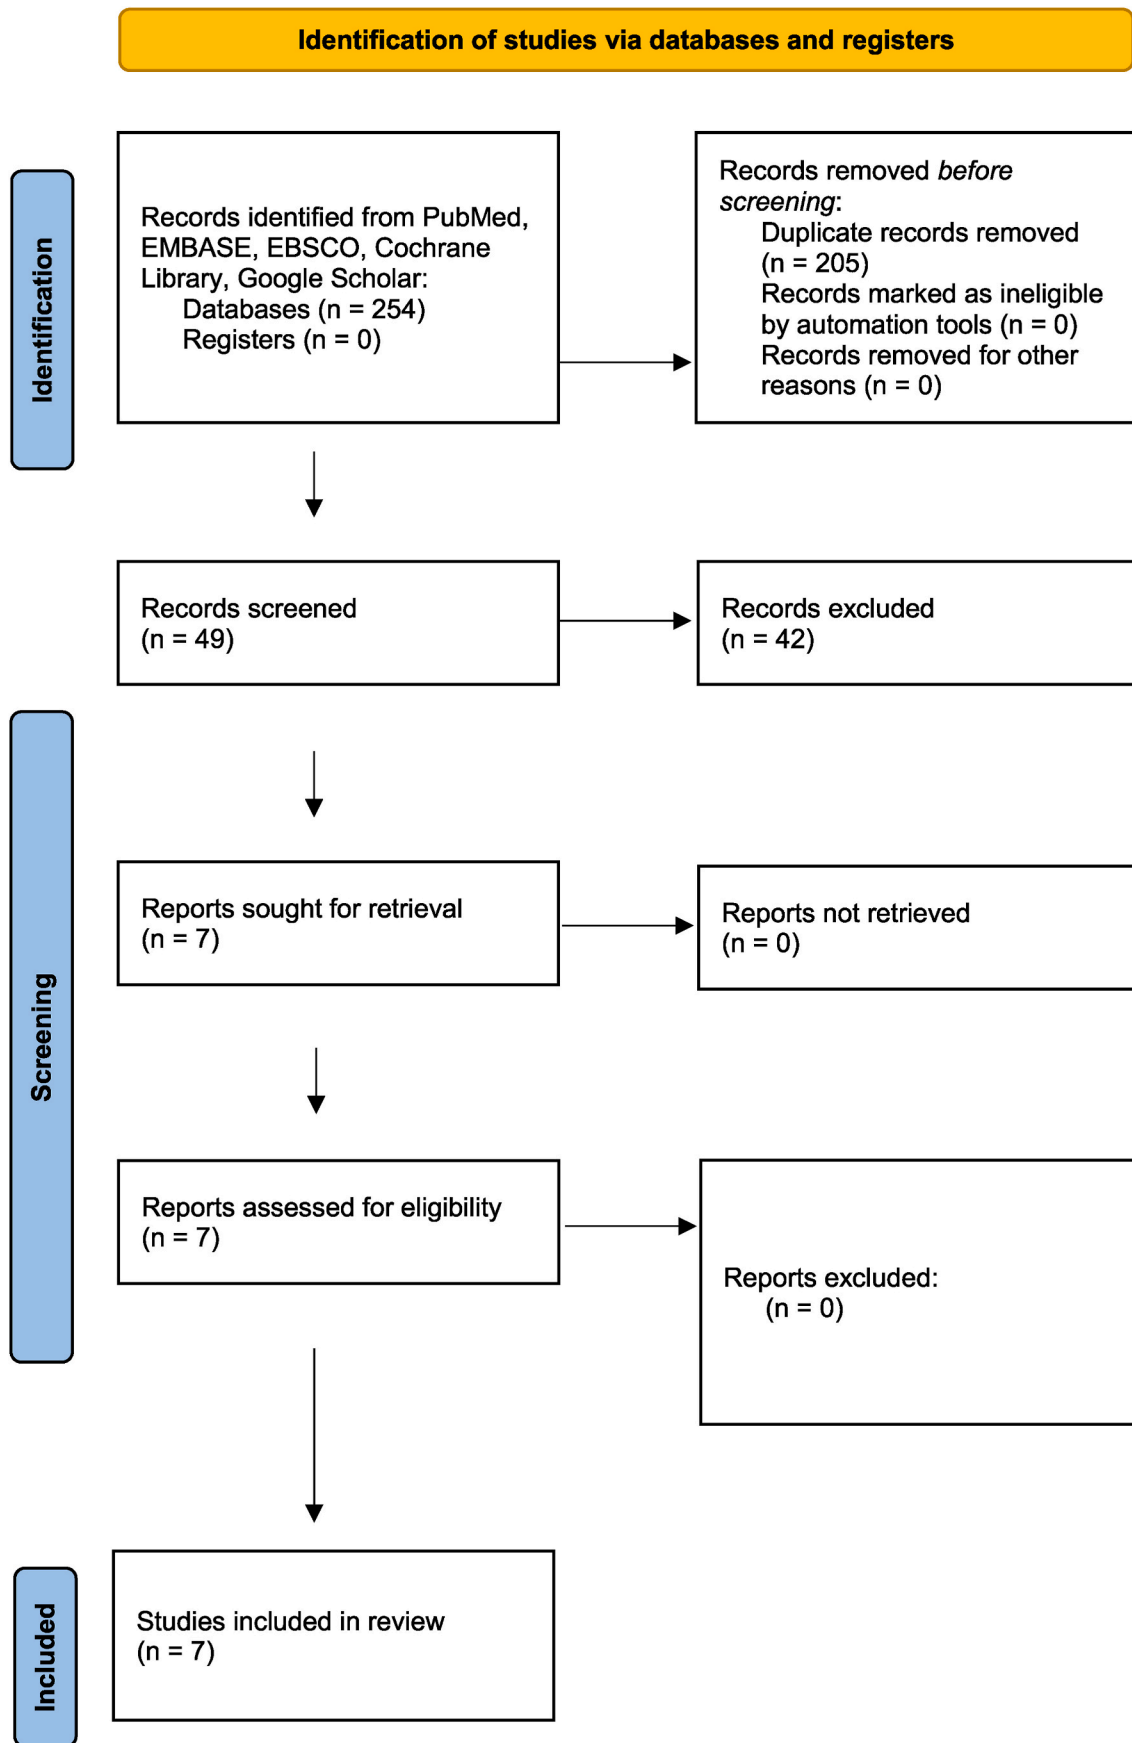 Identification of studies via databases and registers
Identification
Records identified from PubMed,
EMBASE, EBSCO, Cochrane
Library, Google Scholar:
Databases (n = 254)
Registers (n = 0)
Records removed before
screening:
Duplicate records removed
(n = 205)
Records marked as ineligible
by automation tools (n = 0)
Records removed for other
reasons (n = 0)
Records screened
(n = 49)
Records excluded
(n = 42)
Screening
Reports sought for retrieval
(n = 7)
Reports not retrieved
(n = 0)
Reports assessed for eligibility
(n = 7)
Reports excluded:
(n = 0)
Included
Studies included in review
(n = 7)